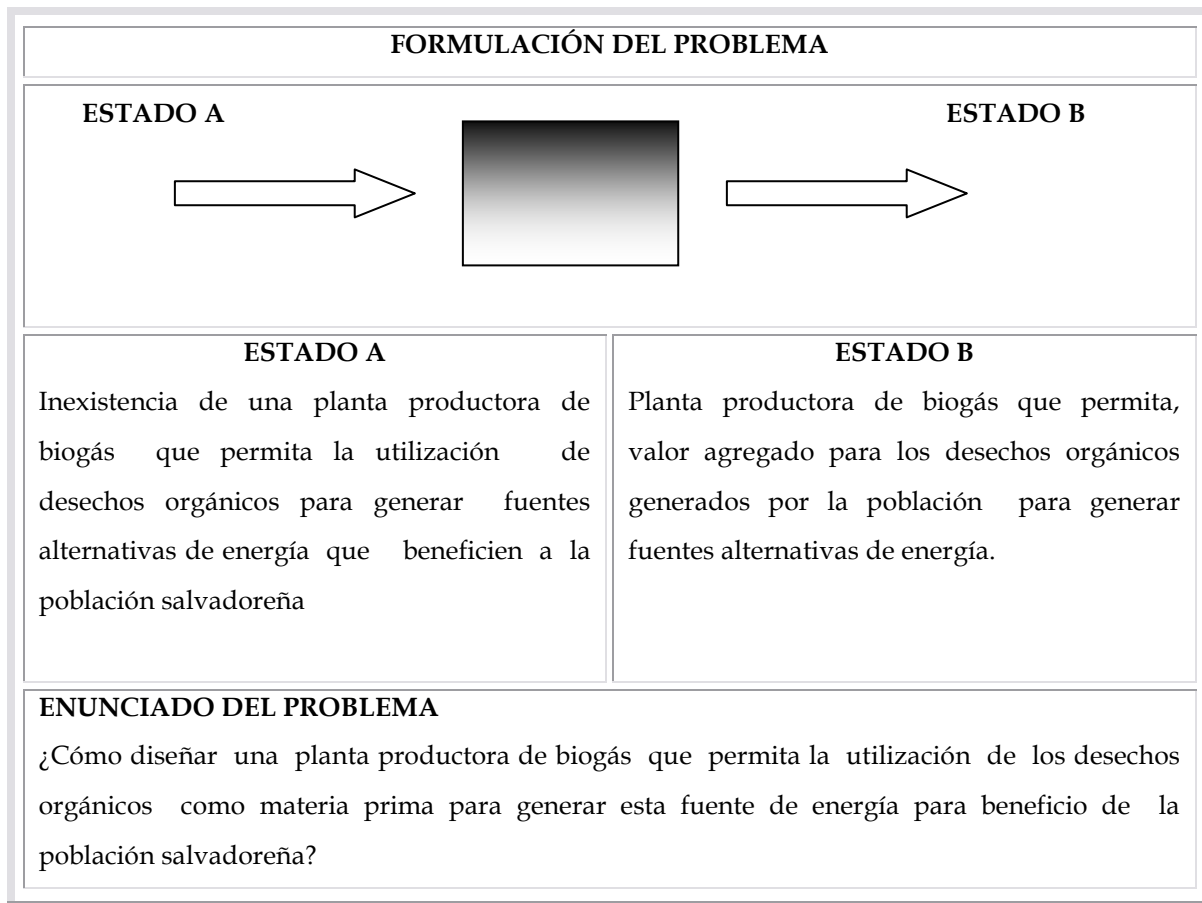 FORMULACIÓN DEL PROBLEMA
ESTADO A
ESTADO B
ESTADO A
Inexistencia de una planta productora de
biogás que permita la utilización de
desechos orgánicos para generar fuentes
alternativas de energía que beneficien a la
población salvadoreña
ESTADO B
Planta productora de biogás que permita,
valor agregado para los desechos orgánicos
generados por la población para generar
fuentes alternativas de energía.
ENUNCIADO DEL PROBLEMA
¿Cómo diseñar una planta productora de biogás que permita la utilización de los desechos
orgánicos como materia prima para generar esta fuente de energía para beneficio de la
población salvadoreña?